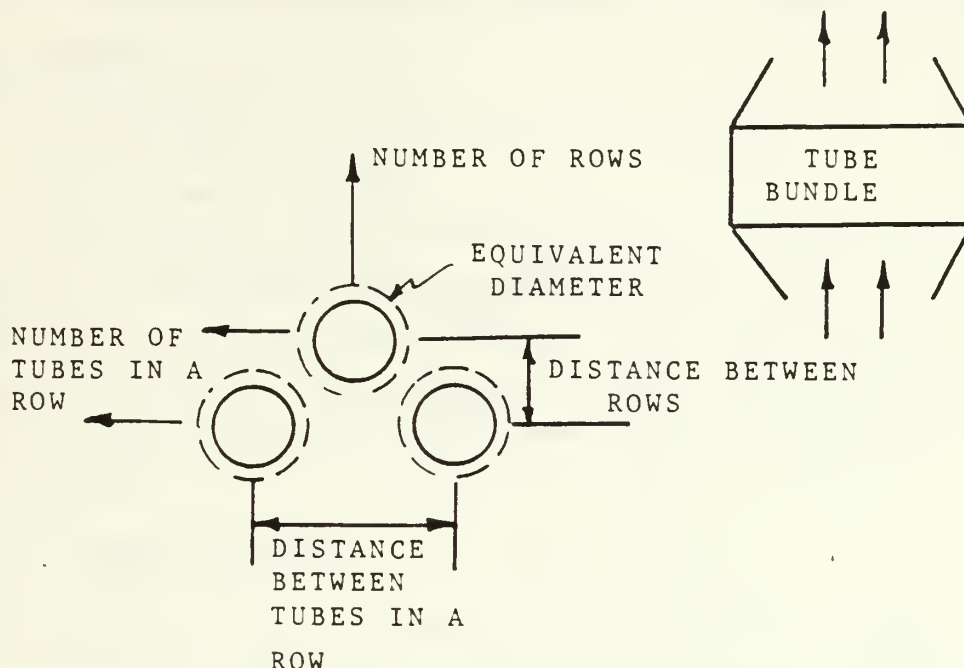 NUMBER OF ROWS
TUBE
BUNDLE
EQUIVALENT
DIAMETER
NUMBER OF
TUBES IN A
ROW
DISTANCE BETWEEN
ROWS
DISTANCE
BETWEEN
TUBES IN A
ROW